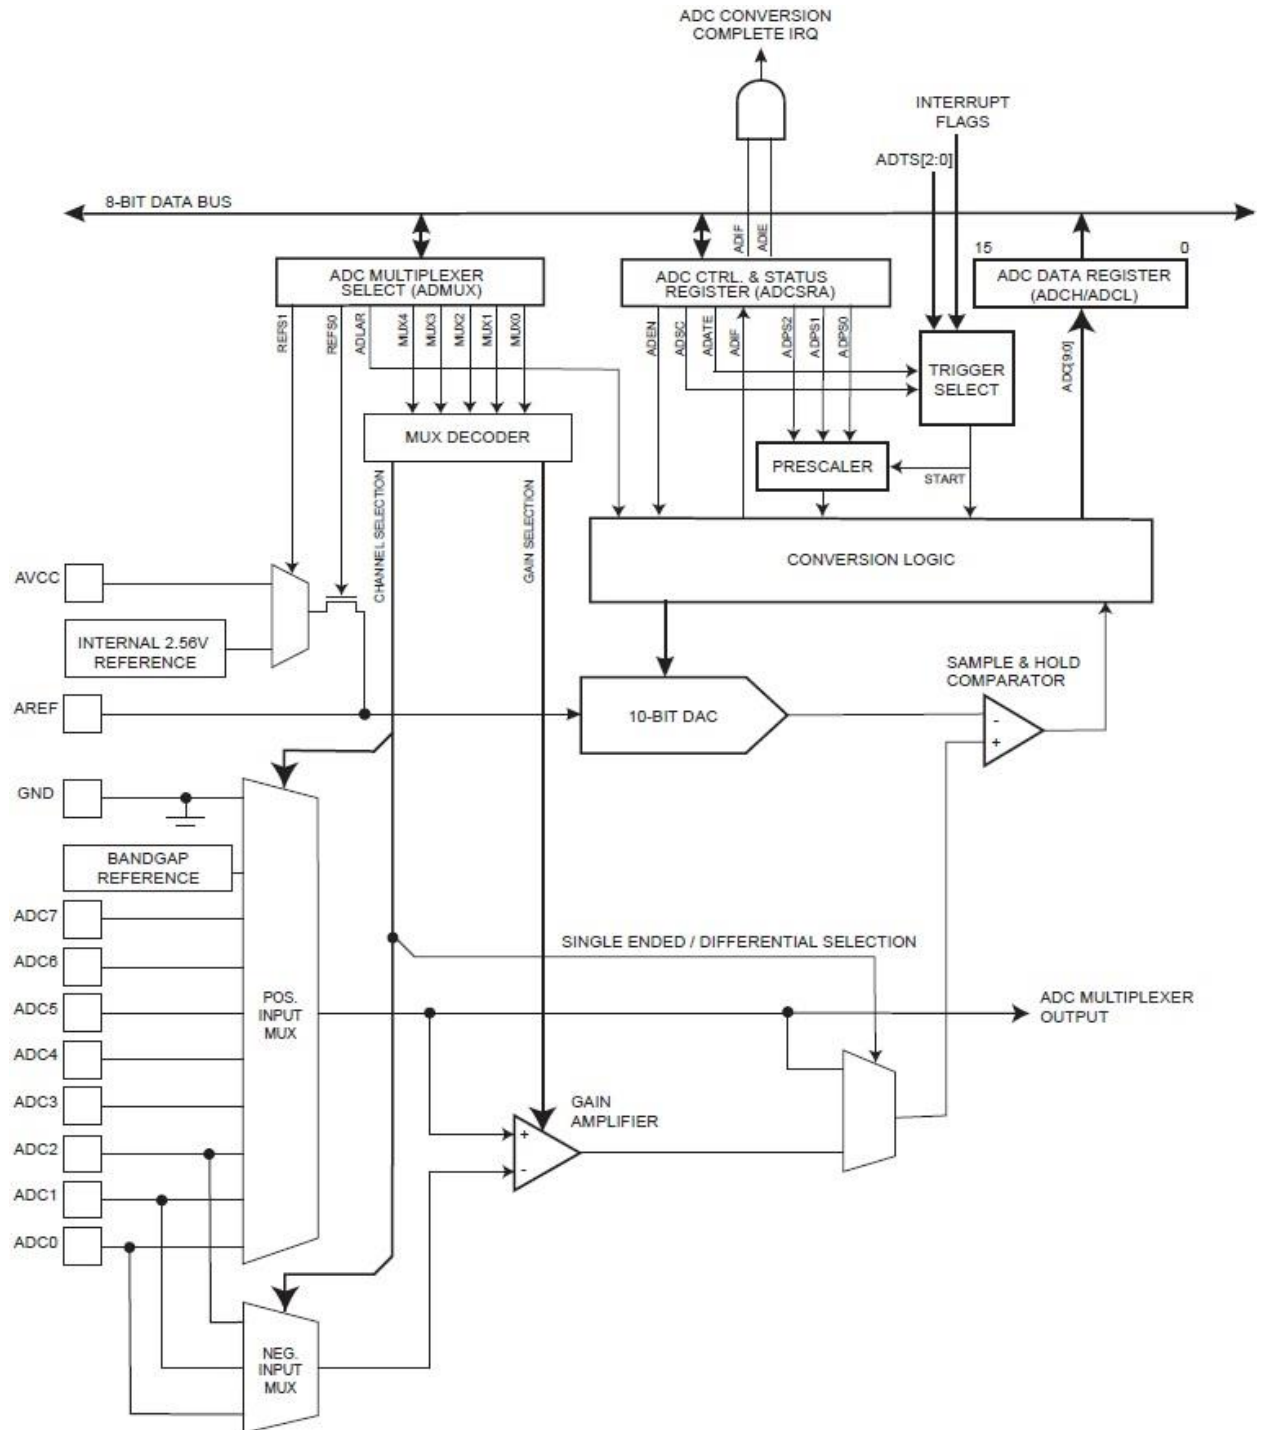 ADC CONVERSION
COMPLETE IRQ
INTERRUPT
FLAGS
ADTS[2:0]
8-BIT DATA BUS
ADIF
ADIE
15
0
ADC MULTIPLEXER
SELECT (ADMUX)
ADC CTRL. & STATUS
REGISTER (ADCSRA)
ADC DATA REGISTER
(ADCH/ADCL)
REFS1
REFS0
ADLAR
MUX4
MUX3
MUX2
MUX1
MUX0
ADEN
ADSC
ADATE
ADIF
ADPS2
ADPS1
ADPS0
TRIGGER
SELECT
ADC[9:0]
MUX DECODER
PRESCALER
START
CHANNEL SELECTION
GAIN SELECTION
CONVERSION LOGIC
AVCC
INTERNAL 2.56V
REFERENCE
SAMPLE & HOLD
COMPARATOR
AREF
10-BIT DAC
-
+
GND
BANDGAP
REFERENCE
ADC7
SINGLE ENDED / DIFFERENTIAL SELECTION
ADC6
ADC5
POS.
INPUT
MUX
ADC MULTIPLEXER
OUTPUT
ADC4
ADC3
GAIN
AMPLIFIER
+
-
ADC2
ADC1
ADC0
NEG.
INPUT
MUX